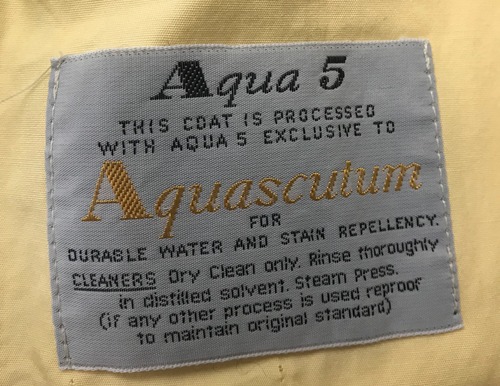 Aqua 5
THIS COAT IS PROCESSED
WITH AQUA 5 EXCLUSIVE TO
Aquascutum
FOR
DURABLE WATER AND STAIN REPELLENCY.
CLEANERS Dry Clean only. Rinse thoroughly
in distilled solvent. Steam Press.
(if any other process is used reproof
to maintain original standard)